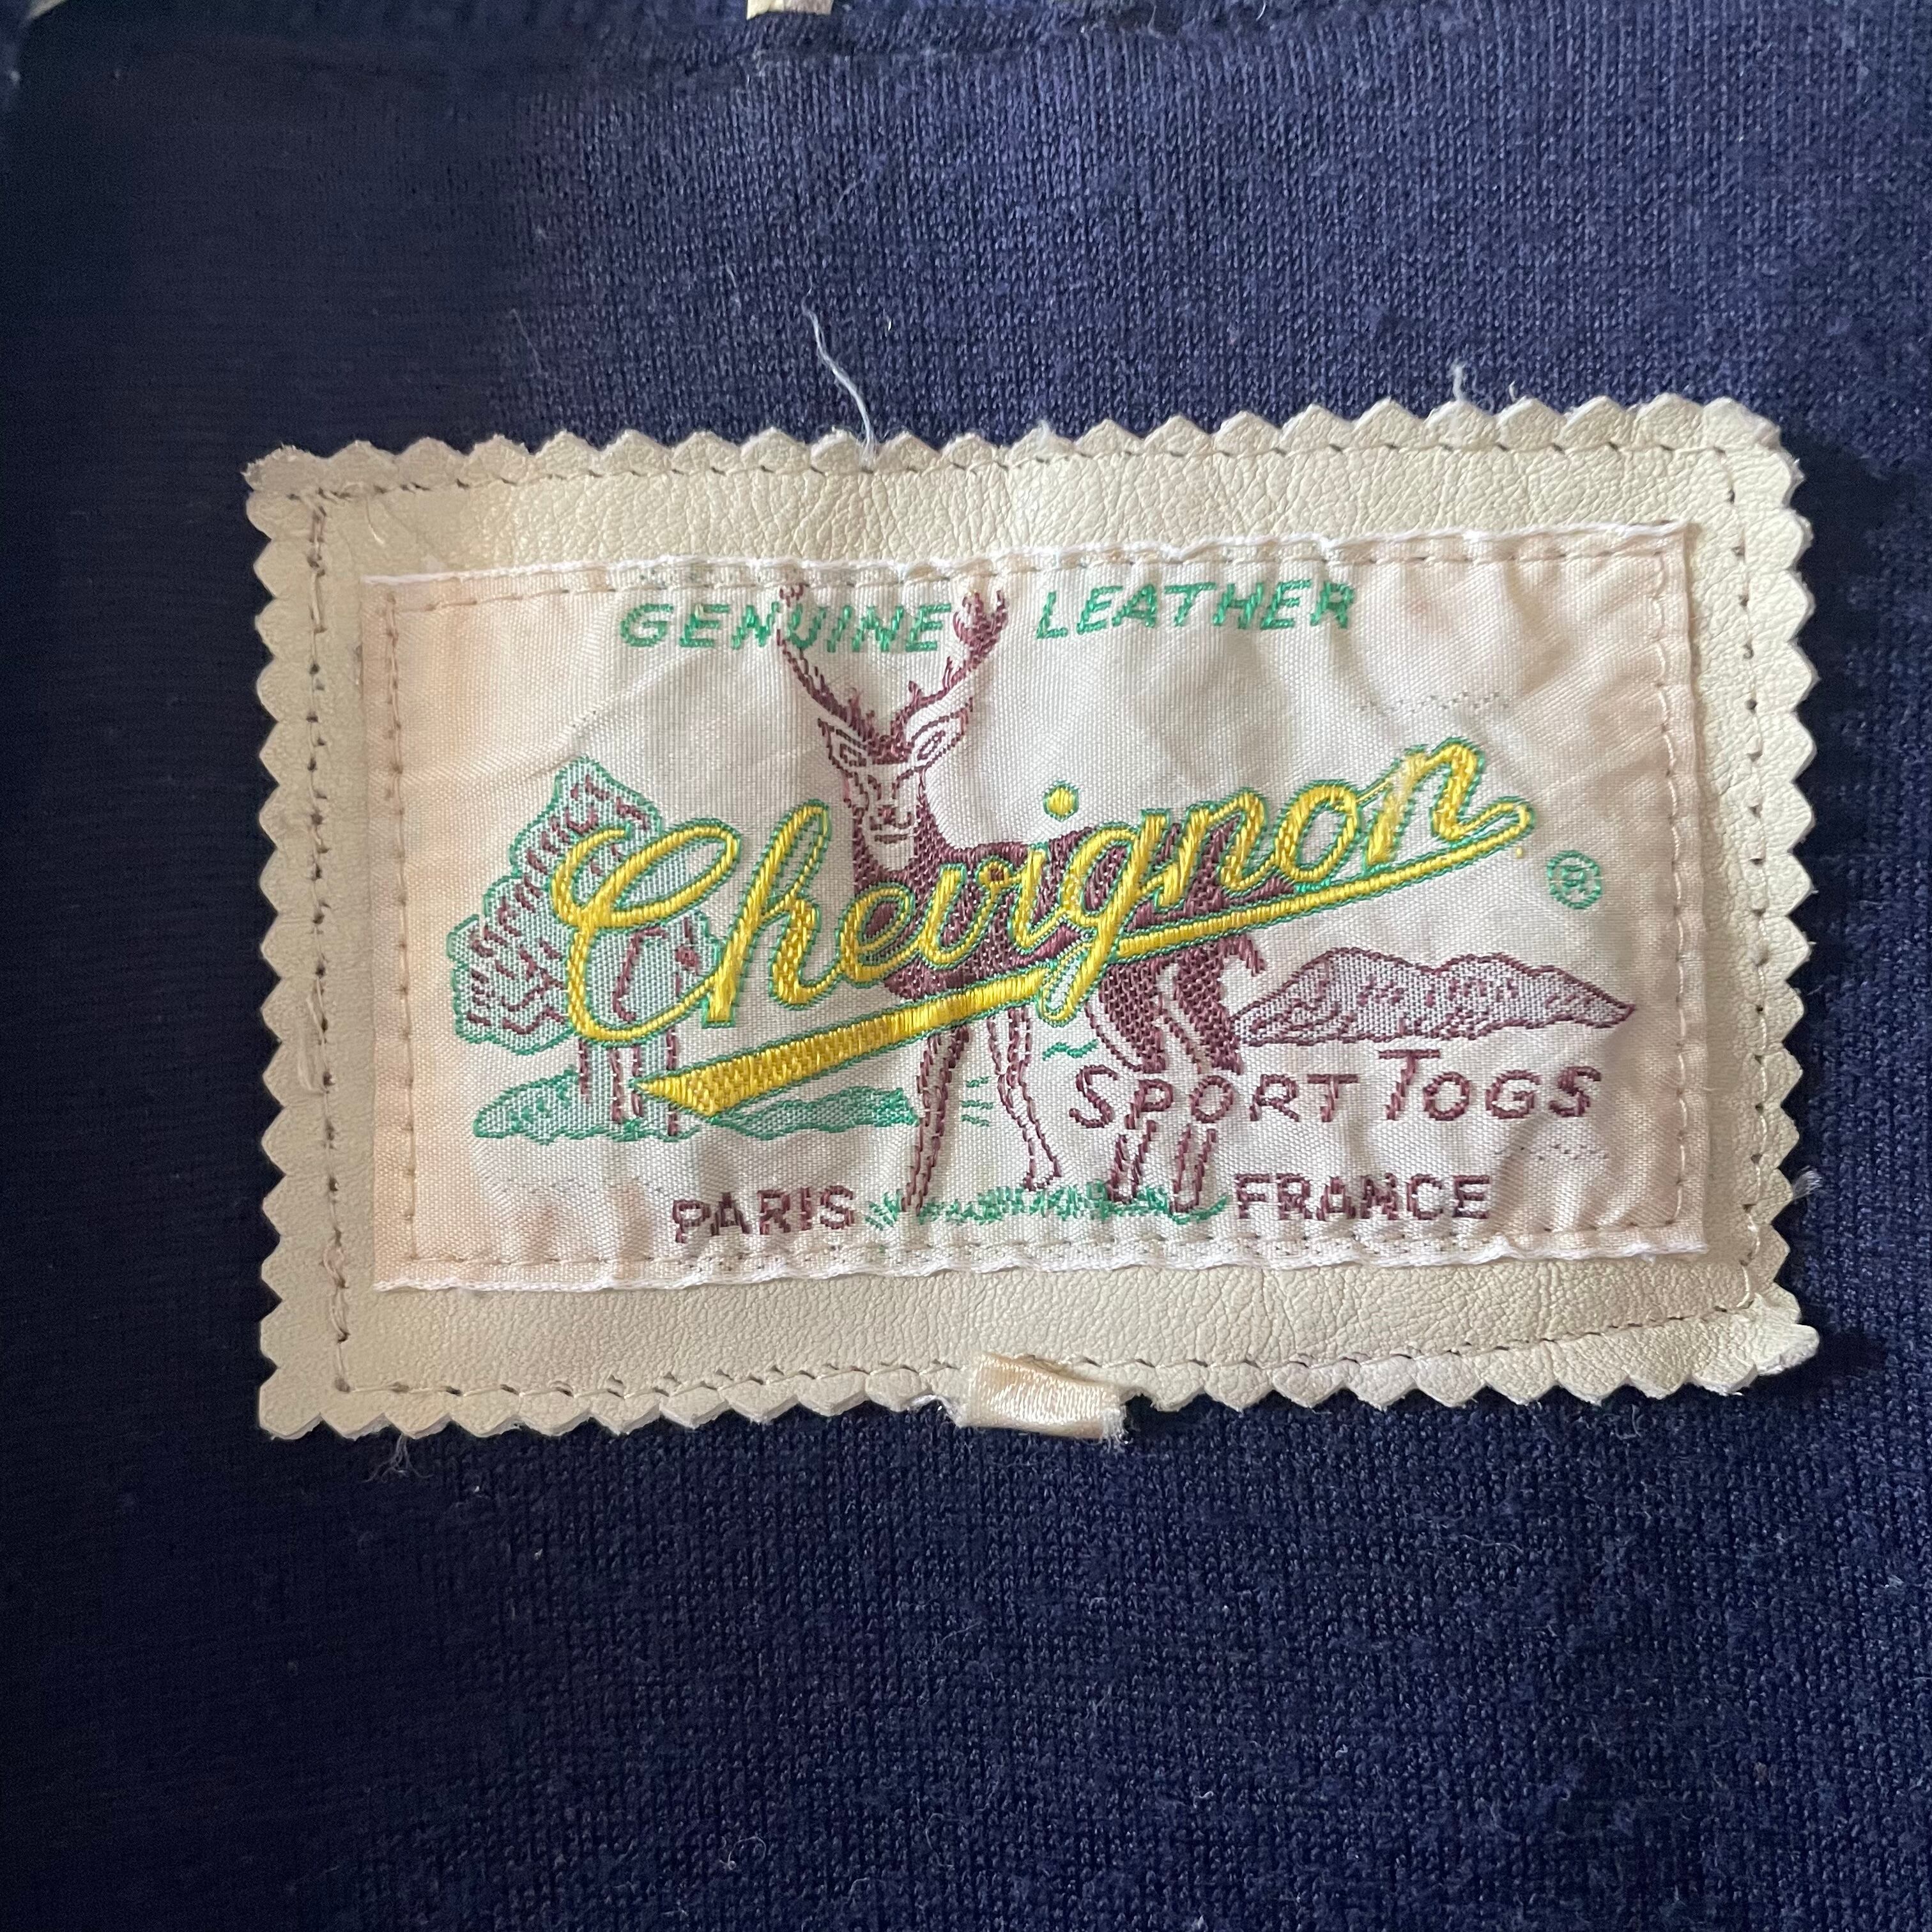 GENUINE LEATHER
Chevignon ®
SPORT TOGS
PARIS FRANCE